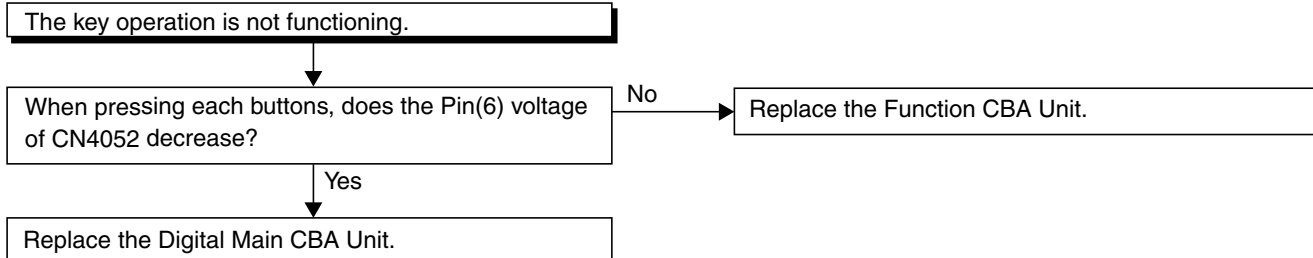 The key operation is not functioning.
When pressing each buttons, does the Pin(6) voltage
of CN4052 decrease?
No
Replace the Function CBA Unit.
Yes
Replace the Digital Main CBA Unit.